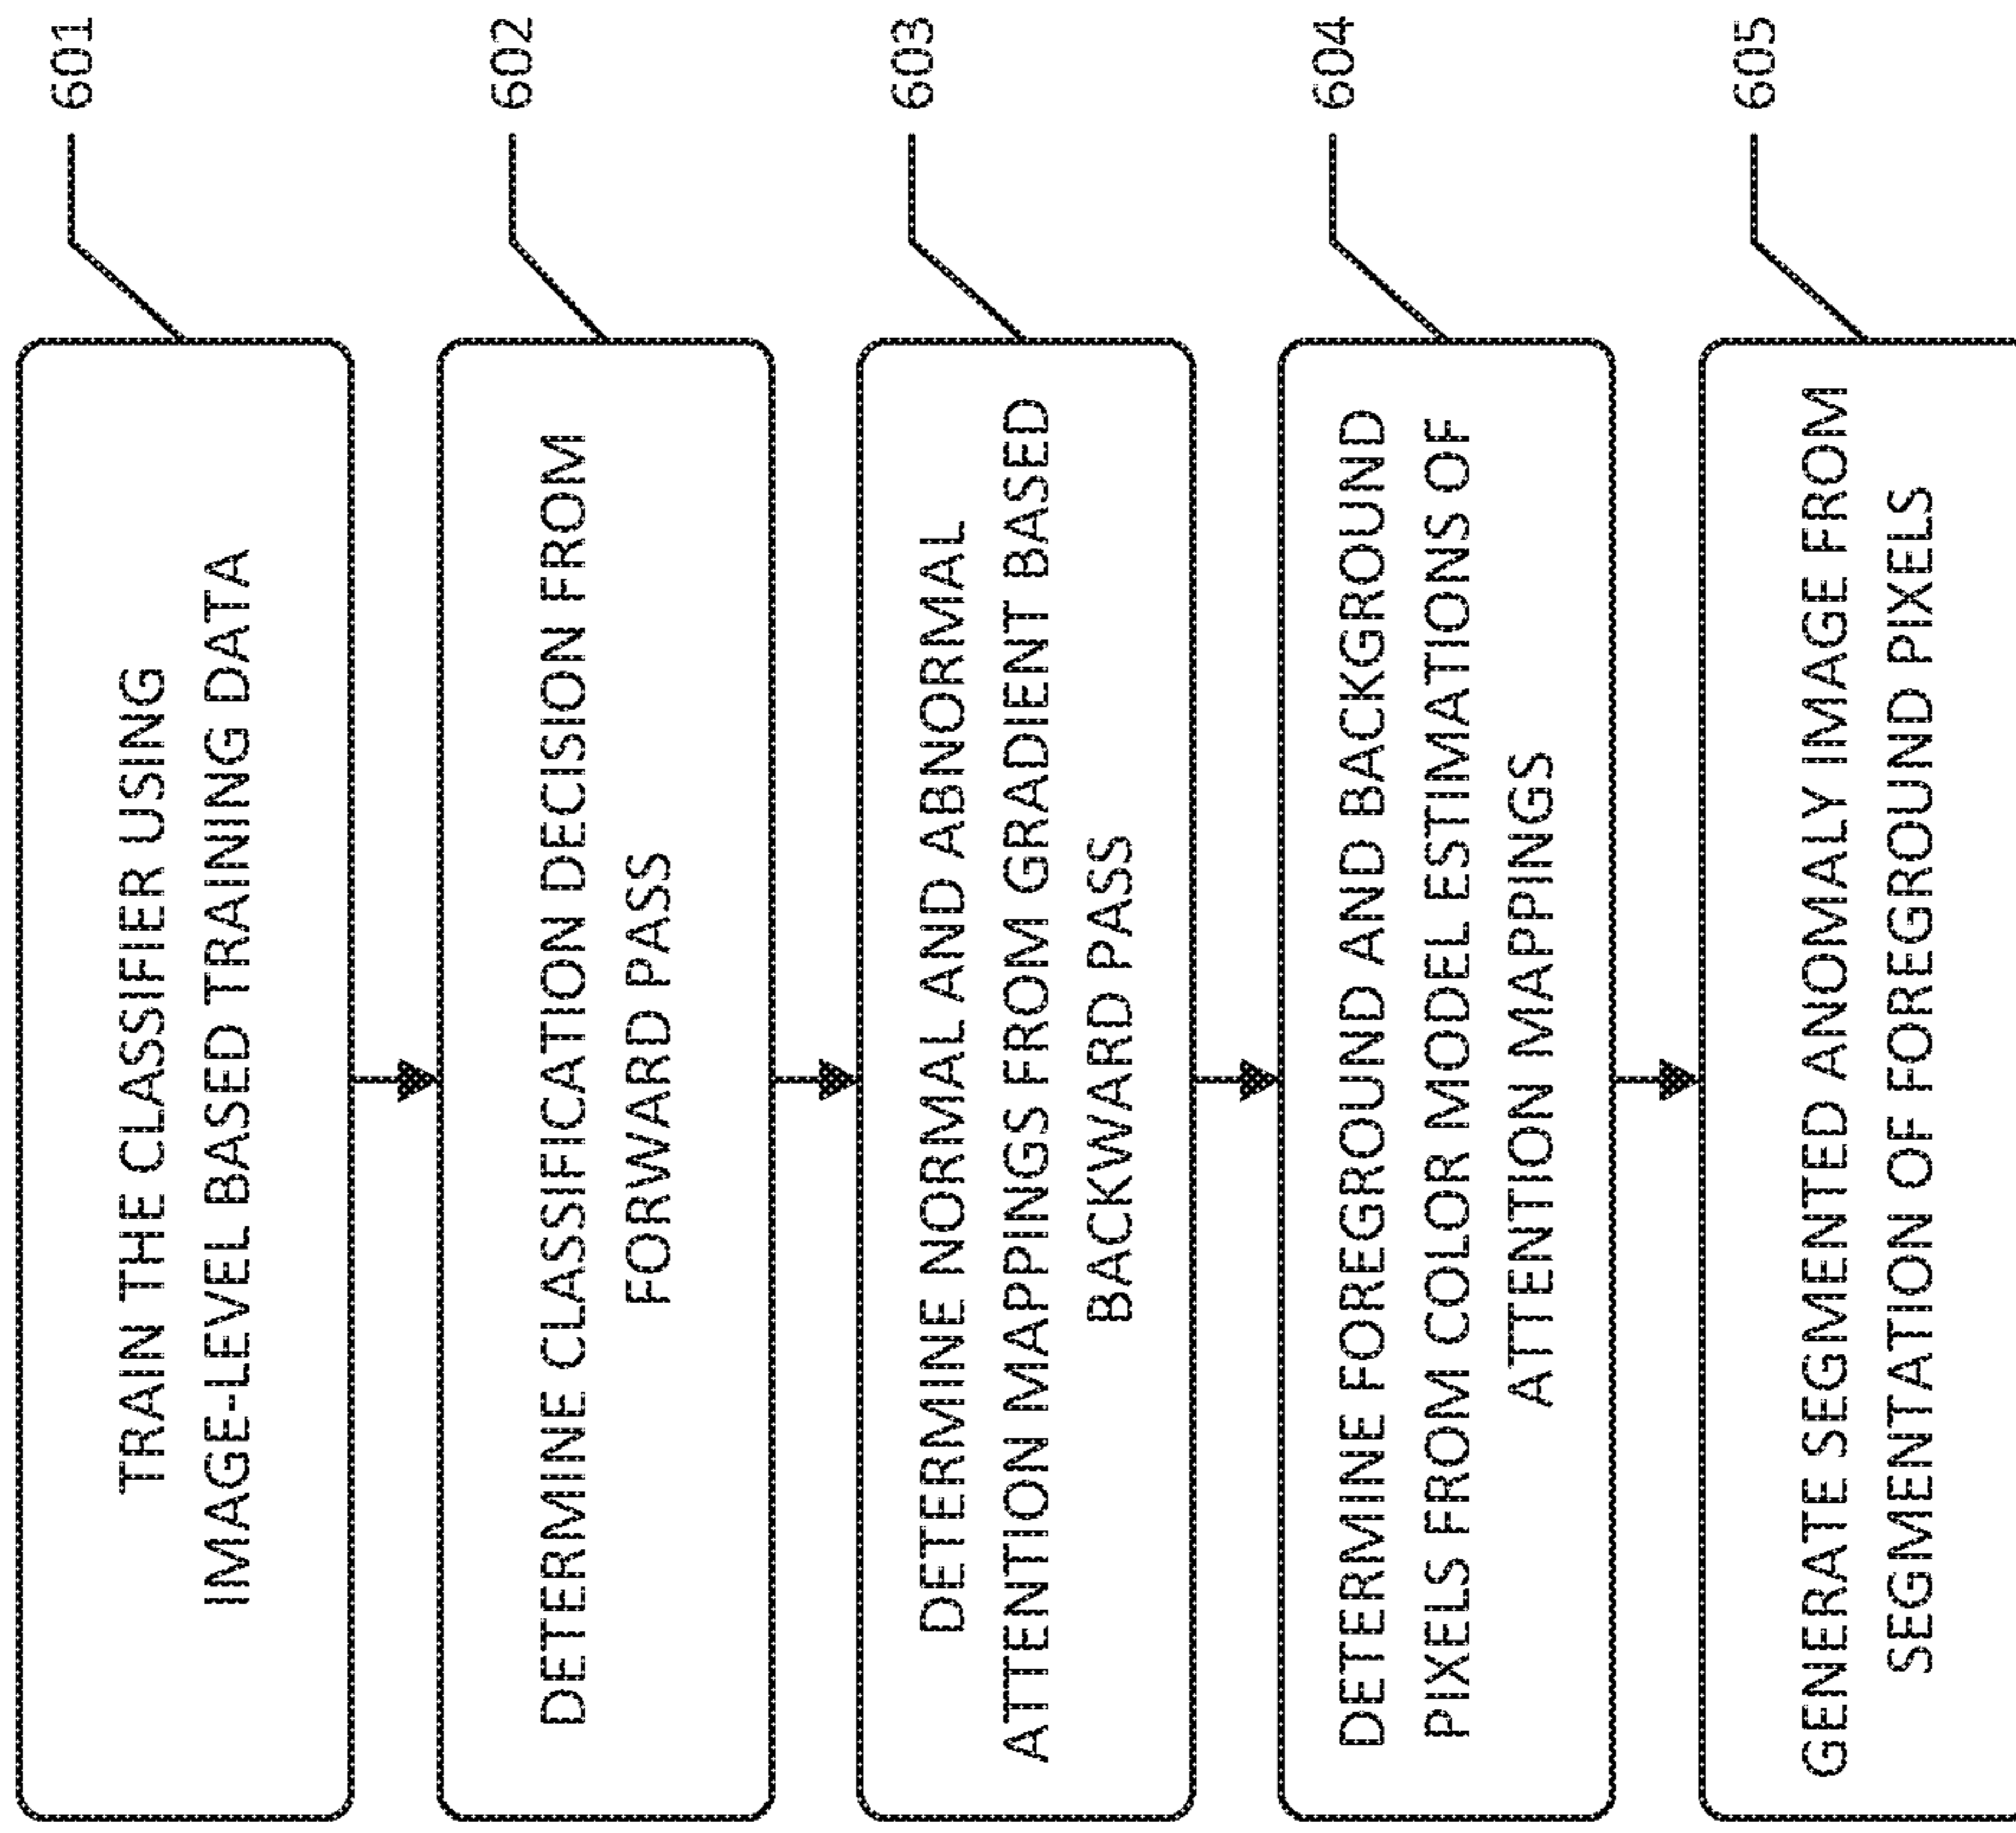 601
TRAIN THE CLASSIFIER USING
IMAGE-LEVEL BASED TRAINING DATA
602
DETERMINE CLASSIFICATION DECISION FROM
FORWARD PASS
603
DETERMINE NORMAL AND ABNORMAL
ATTENTION MAPPINGS FROM GRADIENT BASED
BACKWARD PASS
604
DETERMINE FOREGROUND AND BACKGROUND
PIXELS FROM COLOR MODEL ESTIMATIONS OF
ATTENTION MAPPINGS
605
GENERATE SEGMENTED ANOMALY IMAGE FROM
SEGMENTATION OF FOREGROUND PIXELS